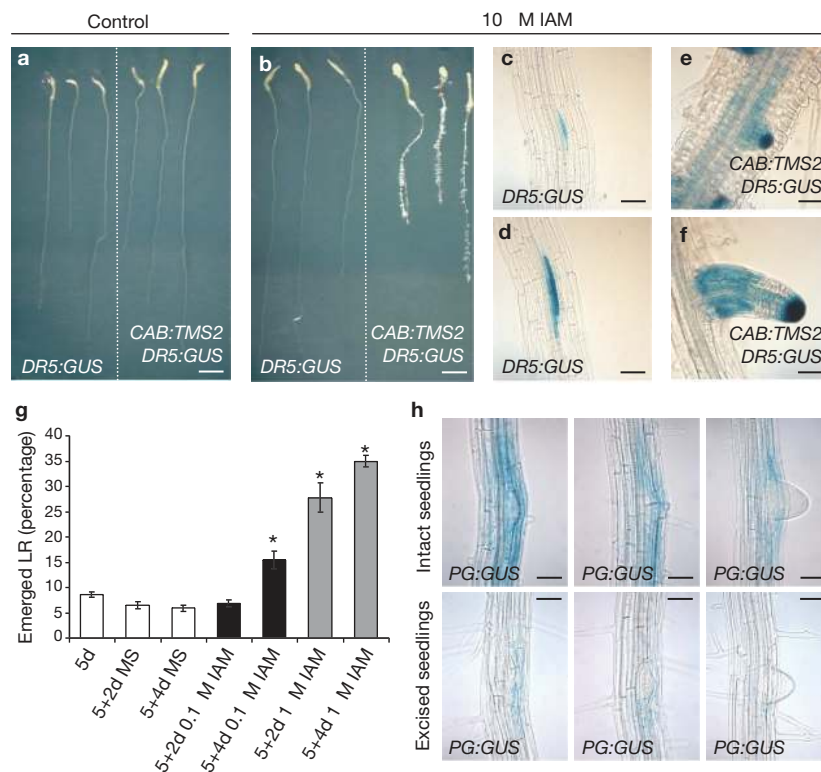 Control
10 M IAM
a
DR5:GUS
CAB:TMS2
DR5:GUS
b
DR5:GUS
CAB:TMS2
DR5:GUS
c
DR5:GUS
d
DR5:GUS
e
CAB:TMS2
DR5:GUS
f
CAB:TMS2
DR5:GUS
g
Emerged LR (percentage)
40
35
30
25
20
15
10
5
0
*
*
*
5d
5+2d MS
5+4d MS
5+2d 0.1 M IAM
5+4d 0.1 M IAM
5+2d 1 M IAM
5+4d 1 M IAM
h
Intact seedlings
PG:GUS
PG:GUS
PG:GUS
Excised seedlings
PG:GUS
PG:GUS
PG:GUS